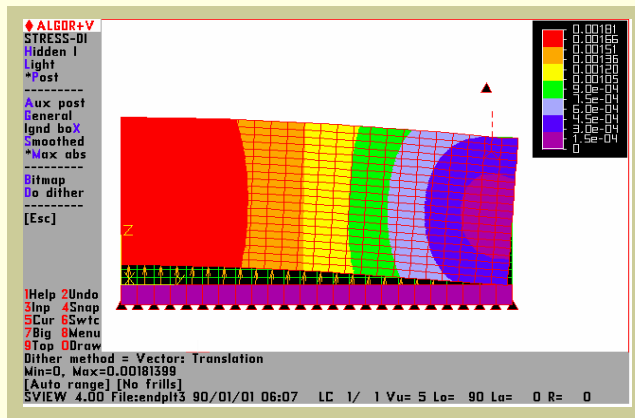 ♦ ALGOR+V
STRESS-DI
Hidden l
Light
*Post
---------
Aux post
General
Ignd boX
Smoothed
*Max abs
---------
Bitmap
Do dither
---------
[Esc]
0.00181
0.00166
0.00151
0.00136
0.00120
0.00105
9.0e-04
7.5e-04
6.0e-04
4.5e-04
3.0e-04
1.5e-04
0
Z
X
Y
1Help 2Undo
3Inp 4Snap
5Cur 6Swtc
7Big 8Menu
9Top 0Draw
Dither method = Vector: Translation
Min=0, Max=0.00181399
[Auto range] [No frills]
SVIEW 4.00 File:endplt3 90/01/01 06:07 LC 1/ 1 Vu= 5 Lo= 90 La= 0 R= 0